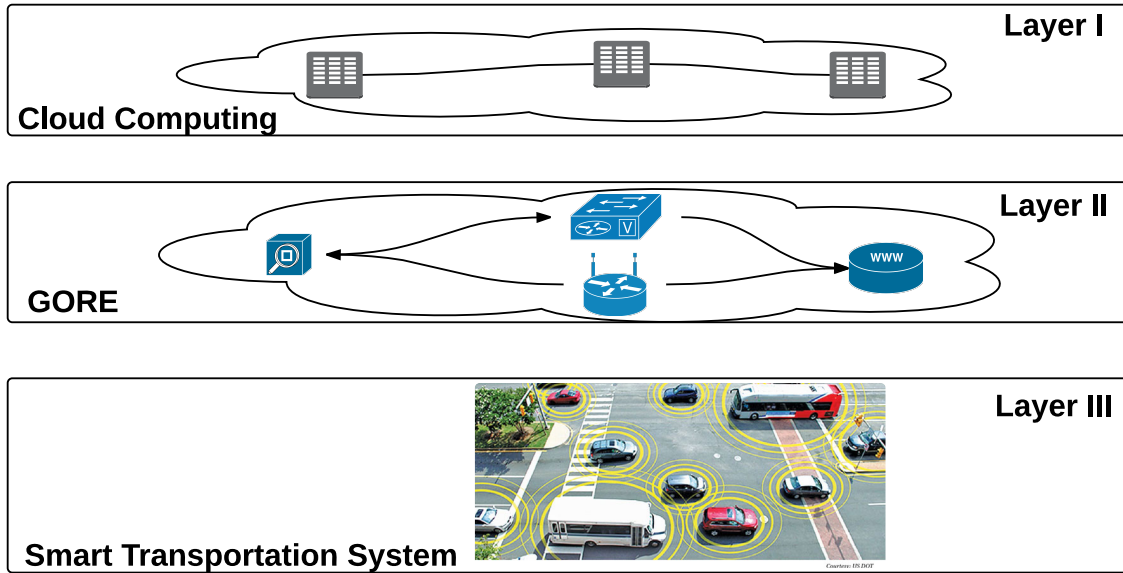 Layer I
Cloud Computing
Layer II
V
WWW
GORE
Layer III
Smart Transportation System
Courtesy: US DOT